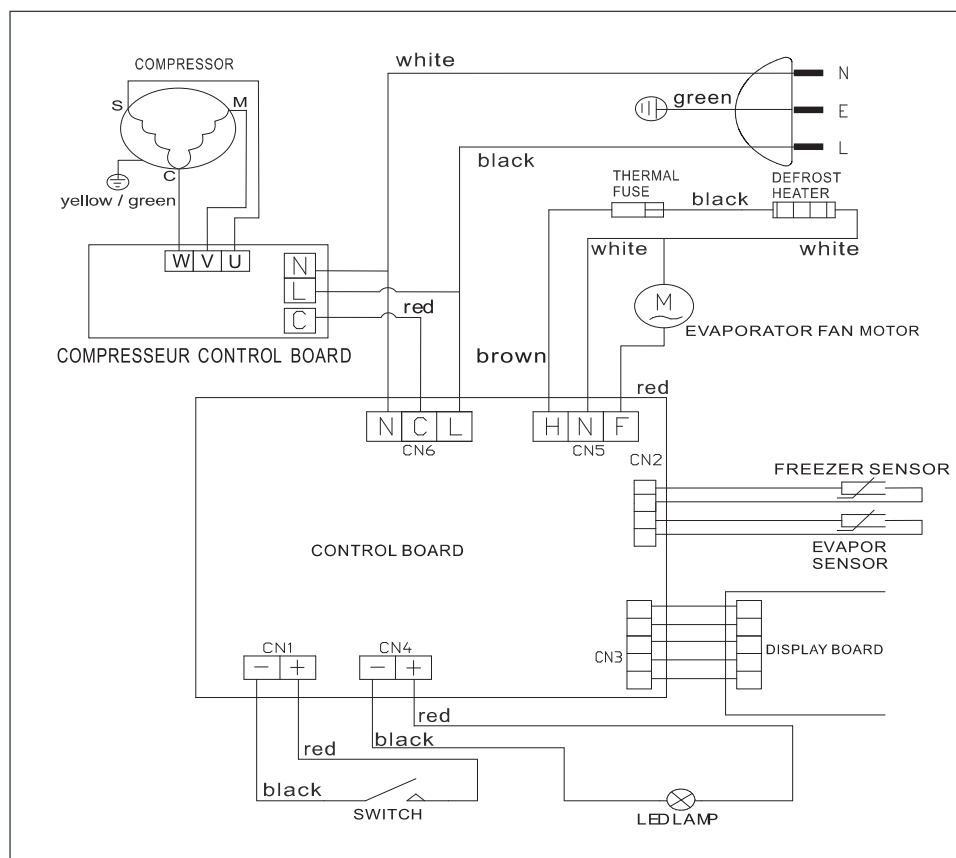 COMPRESSOR
S
M
C
yellow / green
white
N
green
E
black
L
THERMAL
FUSE
black
DEFROST
HEATER
white
white
W V U
N
L
C
red
COMPRESSEUR CONTROL BOARD
M
EVAPORATOR FAN MOTOR
brown
red
N C L
CN6
H N F
CN5
CN2
FREEZER SENSOR
EVAPOR
SENSOR
CONTROL BOARD
CN3
DISPLAY BOARD
CN1
− +
CN4
− +
red
black
red
black
SWITCH
LED LAMP